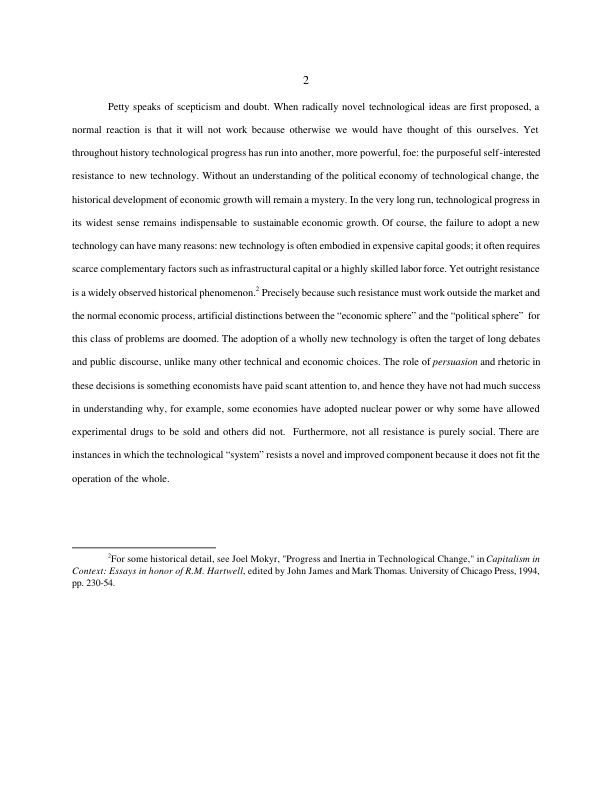 2
Petty speaks of scepticism and doubt. When radically novel technological ideas are first proposed, a
normal reaction is that it will not work because otherwise we would have thought of this ourselves. Yet
throughout history technological progress has run into another, more powerful, foe: the purposeful self-interested
resistance to new technology. Without an understanding of the political economy of technological change, the
historical development of economic growth will remain a mystery. In the very long run, technological progress in
its widest sense remains indispensable to sustainable economic growth. Of course, the failure to adopt a new
technology can have many reasons: new technology is often embodied in expensive capital goods; it often requires
scarce complementary factors such as infrastructural capital or a highly skilled labor force. Yet outright resistance
is a widely observed historical phenomenon.2 Precisely because such resistance must work outside the market and
the normal economic process, artificial distinctions between the “economic sphere” and the “political sphere” for
this class of problems are doomed. The adoption of a wholly new technology is often the target of long debates
and public discourse, unlike many other technical and economic choices. The role of persuasion and rhetoric in
these decisions is something economists have paid scant attention to, and hence they have not had much success
in understanding why, for example, some economies have adopted nuclear power or why some have allowed
experimental drugs to be sold and others did not. Furthermore, not all resistance is purely social. There are
instances in which the technological “system” resists a novel and improved component because it does not fit the
operation of the whole.
2For some historical detail, see Joel Mokyr, "Progress and Inertia in Technological Change," in Capitalism in
Context: Essays in honor of R.M. Hartwell, edited by John James and Mark Thomas. University of Chicago Press, 1994,
pp. 230-54.